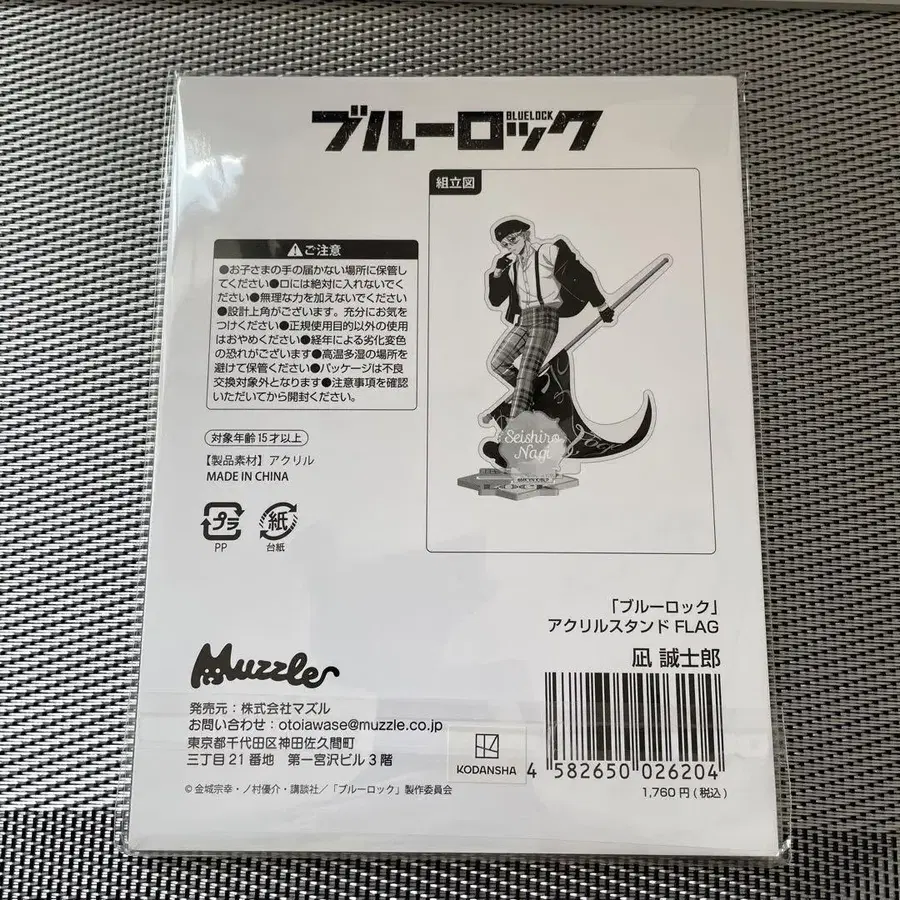 ブルーロック
BLUELOCK
組立図
ご注意
●お子さまの手の届かない場所に保管し
てください●口には絶対に入れないでく
ださい●無理な力を加えないでください
●設計上角がございます。充分にお気を
つけください●正規使用目的以外の使用
はおやめください●経年による劣化変色
の恐れがございます●高温多湿の場所を
避けて保管ください●パッケージは不良
交換対象外となります●注意事項を確認
いただいてから開封ください。
対象年齢15才以上
【製品素材】アクリル
MADE IN CHINA
プラ
PP
紙
台紙
Seishiro
Nagi
「ブルーロック」
アクリルスタンド FLAG
凪 誠士郎
Muzzle
発売元:株式会社マズル
お問い合わせ:otoiawase@muzzle.co.jp
東京都千代田区神田佐久間町
三丁目21番地 第一宮沢ビル3階
KODANSHA
4 582650 026204
1,760円(税込)
©金城宗幸・ノ村優介・講談社/「ブルーロック」製作委員会